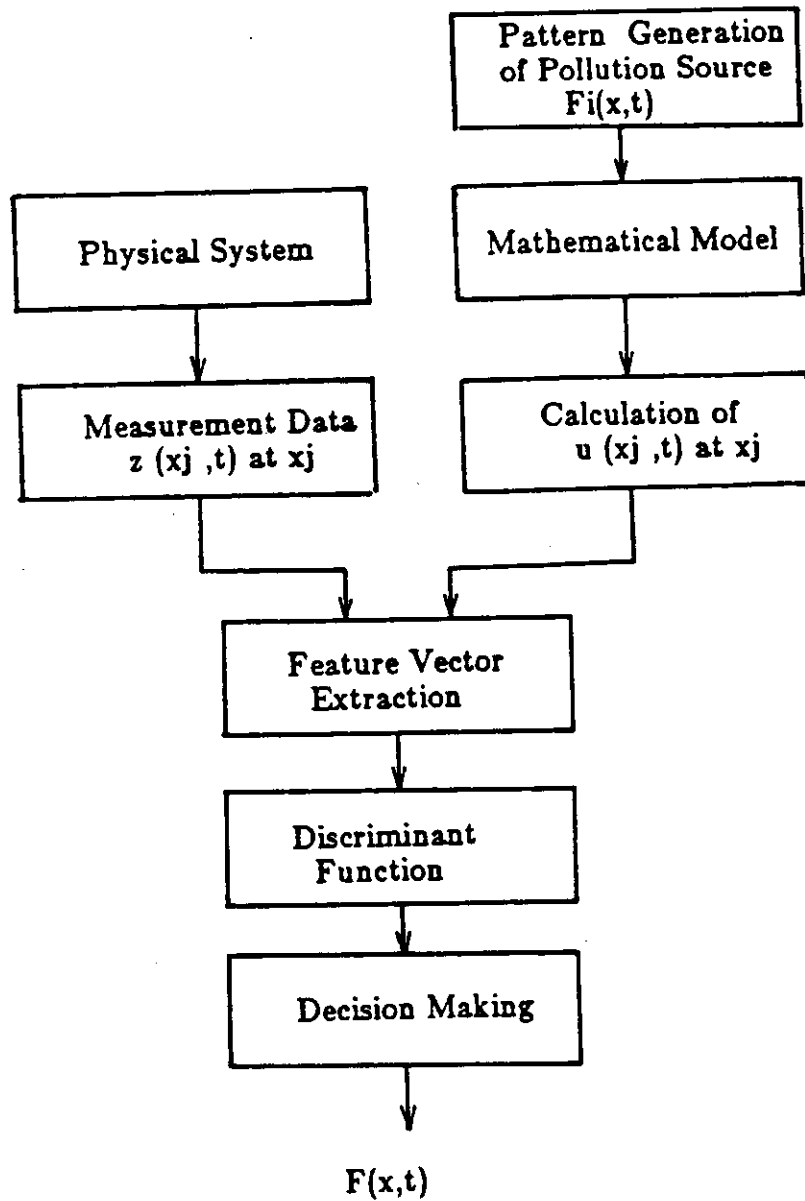 Pattern Generation
of Pollution Source
Fi(x,t)
Physical System
Mathematical Model
Measurement Data
z (xj ,t) at xj
Calculation of
u (xj ,t) at xj
Feature Vector
Extraction
Discriminant
Function
Decision Making
F(x,t)